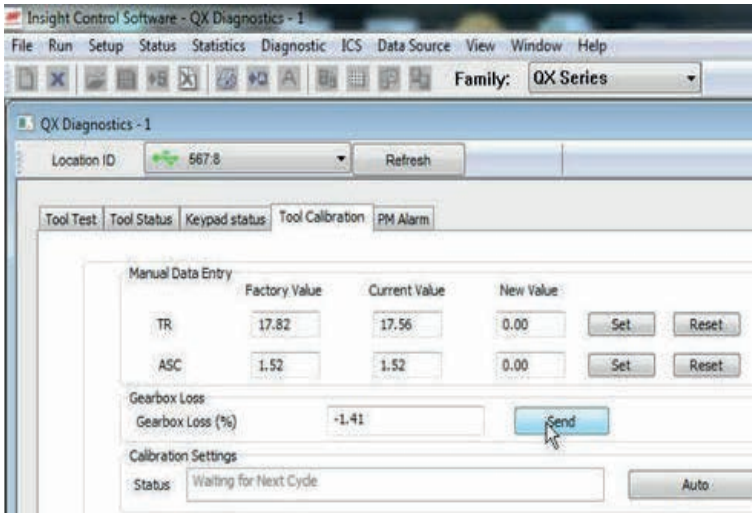 Insight Control Software - QX Diagnostics - 1
File Run Setup Status Statistics Diagnostic ICS Data Source View Window Help
Family: QX Series
QX Diagnostics - 1
Location ID 567:8 Refresh
Tool Test Tool Status Keypad status Tool Calibration PM Alarm
Manual Data Entry
Factory Value Current Value New Value
TR 17.82 17.56 0.00 Set Reset
ASC 1.52 1.52 0.00 Set Reset
Gearbox Loss
Gearbox Loss (%) -1.41 Send
Calibration Settings
Status Waiting for Next Cycle Auto